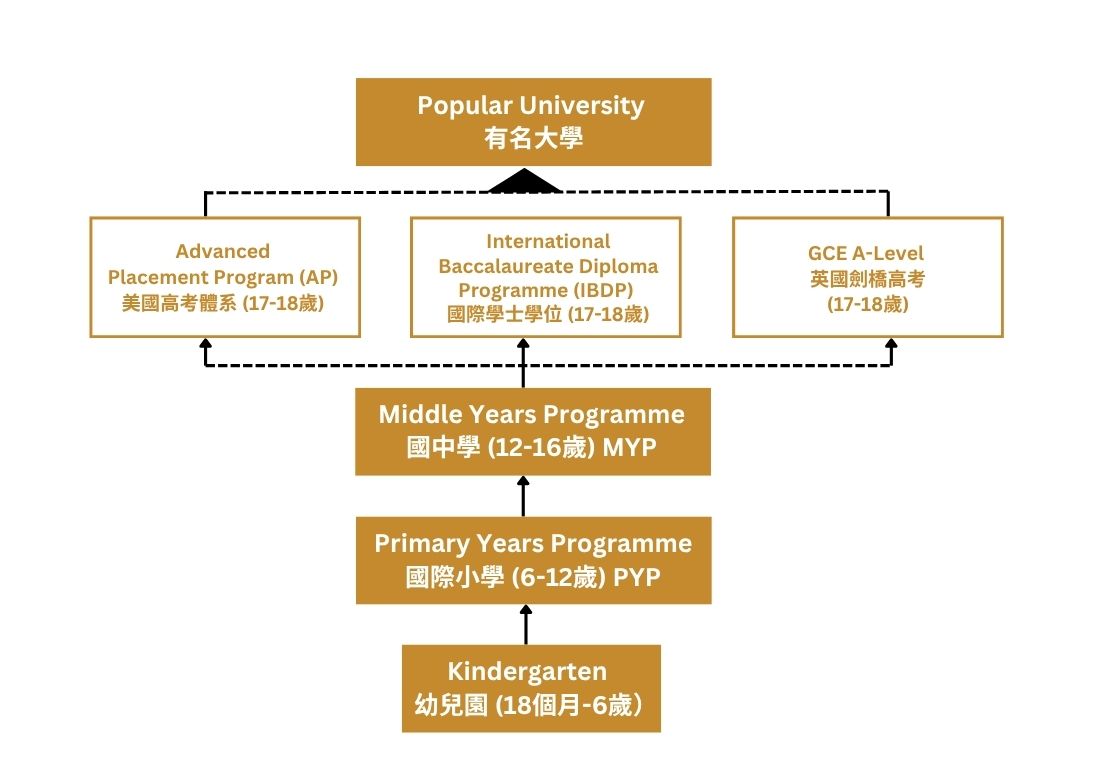 Popular University
有名大學
Advanced
Placement Program (AP)
美國高考體系 (17-18歲)
International
Baccalaureate Diploma
Programme (IBDP)
國際學士學位 (17-18歲)
GCE A-Level
英國劍橋高考
(17-18歲)
Middle Years Programme
國中學 (12-16歲) MYP
Primary Years Programme
國際小學 (6-12歲) PYP
Kindergarten
幼兒園 (18個月-6歲）